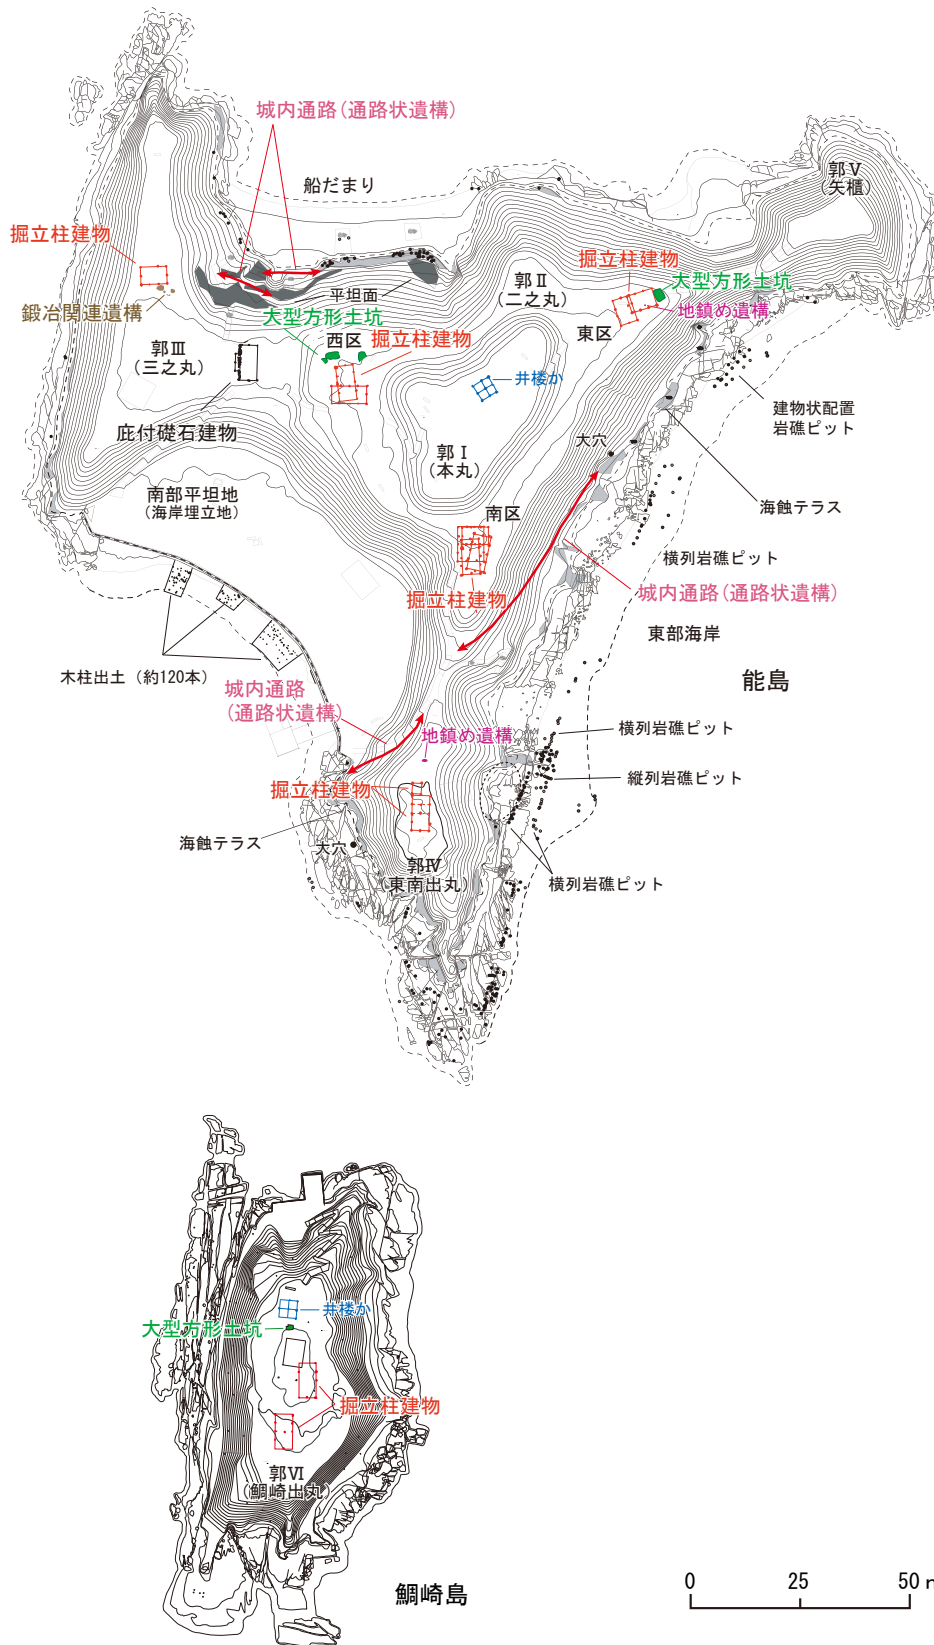 城内通路(通路状遺構)
船だまり
郭Ⅴ
(矢櫃)
掘立柱建物
鍛冶関連遺構
平坦面
大型方形土坑
郭Ⅱ
(二之丸)
掘立柱建物
大型方形土坑
地鎮め遺構
東区
西区
掘立柱建物
郭Ⅲ
(三之丸)
井楼か
庇付礎石建物
建物状配置
岩礁ピット
大穴
郭Ⅰ
(本丸)
南部平坦地
(海岸埋立地)
海蝕テラス
南区
横列岩礁ピット
掘立柱建物
城内通路(通路状遺構)
東部海岸
木柱出土(約120本)
能島
城内通路
(通路状遺構)
地鎮め遺構
横列岩礁ピット
縦列岩礁ピット
掘立柱建物
海蝕テラス
大穴
郭Ⅳ
(東南出丸)
横列岩礁ピット
井楼か
大型方形土坑
掘立柱建物
郭Ⅵ
(鯛崎出丸)
鯛崎島
0 25 50